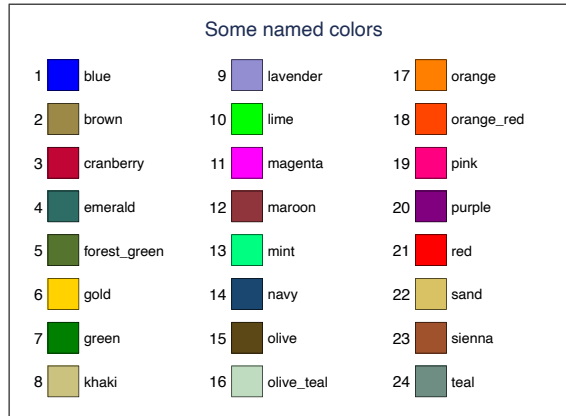 Some named colors
1 blue
2 brown
3 cranberry
4 emerald
5 forest_green
6 gold
7 green
8 khaki
9 lavender
10 lime
11 magenta
12 maroon
13 mint
14 navy
15 olive
16 olive_teal
17 orange
18 orange_red
19 pink
20 purple
21 red
22 sand
23 sienna
24 teal